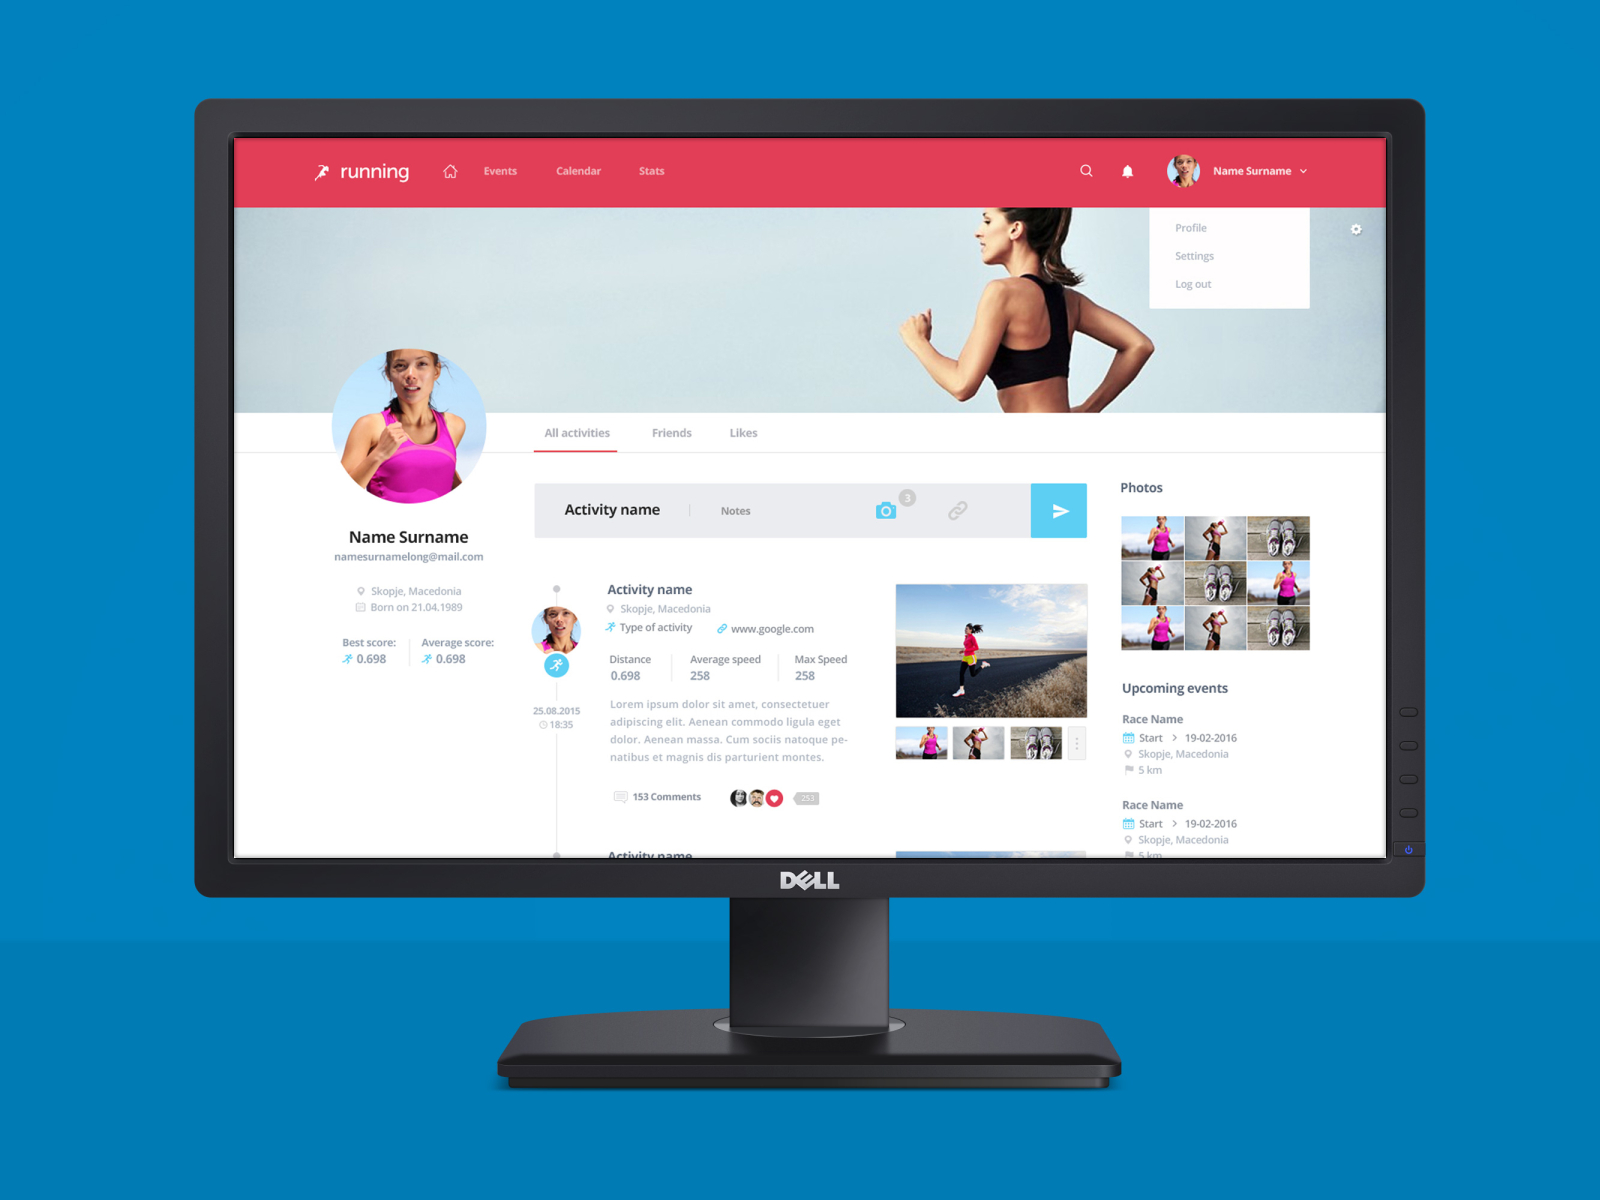 running
Events
Calendar
Stats
Name Surname
Profile
Settings
Log out
All activities
Friends
Likes
Name Surname
namesurnamelong@mail.com
Skopje, Macedonia
Born on 21.04.1989
Best score:
0.698
Average score:
0.698
Activity name
Notes
3
25.08.2015
18:35
Activity name
Skopje, Macedonia
Type of activity
www.google.com
Distance
0.698
Average speed
258
Max Speed
258
Lorem ipsum dolor sit amet, consectetuer
adipiscing elit. Aenean commodo ligula eget
dolor. Aenean massa. Cum sociis natoque pe-
natibus et magnis dis parturient montes.
153 Comments
253
Activity name
Photos
Upcoming events
Race Name
Start > 19-02-2016
Skopje, Macedonia
5 km
Race Name
Start > 19-02-2016
Skopje, Macedonia
5 km
DELL